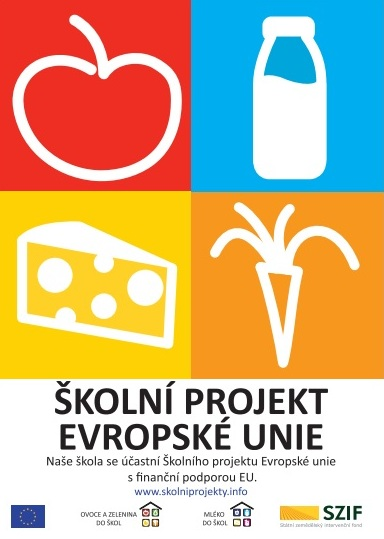 ŠKOLNÍ PROJEKT
EVROPSKÉ UNIE
Naše škola se účastní Školního projektu Evropské unie
s finanční podporou EU.
www.skolniprojekty.info
OVOCE A ZELENINA
DO ŠKOL
MLÉKO
DO ŠKOL
SZIF
Státní zemědělský intervenční fond